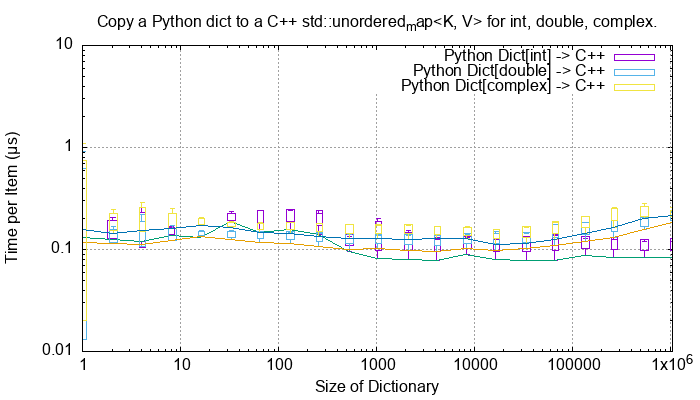 Copy a Python dict to a C++ std::unordered_map<K, V> for int, double, complex.
Python Dict[int] -> C++
Python Dict[double] -> C++
Python Dict[complex] -> C++
Time per Item (µs)
10
1
0.1
0.01
1 10 100 1000 10000 100000 1x10⁶
Size of Dictionary